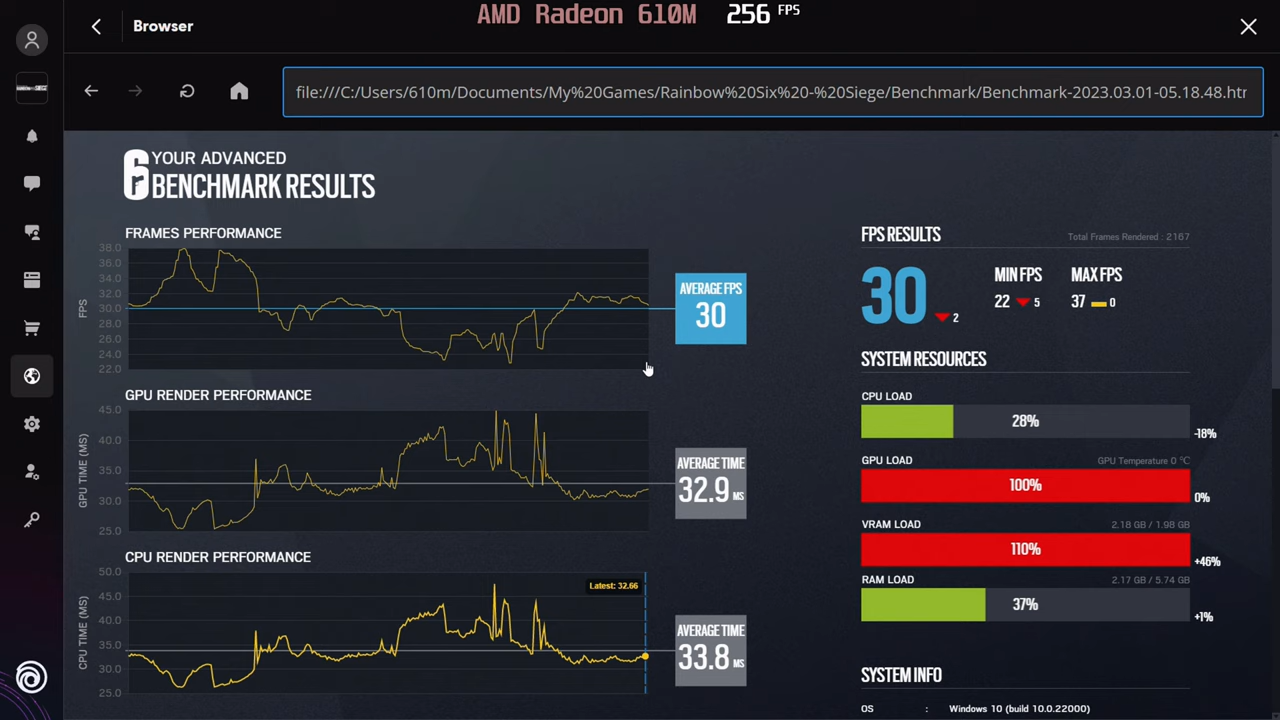 AMD Radeon 610M 256 FPS
Browser
file:///C:/Users/610m/Documents/My%20Games/Rainbow%20Six%20-%20Siege/Benchmark/Benchmark-2023.03.01-05.18.48.htm
YOUR ADVANCED
BENCHMARK RESULTS
FRAMES PERFORMANCE
38.0
36.0
34.0
32.0
30.0
28.0
26.0
24.0
22.0
FPS
AVERAGE FPS
30
GPU RENDER PERFORMANCE
45.0
40.0
35.0
30.0
25.0
GPU TIME (MS)
AVERAGE TIME
32.9 MS
CPU RENDER PERFORMANCE
50.0
45.0
40.0
35.0
30.0
25.0
CPU TIME (MS)
Latest: 32.66
AVERAGE TIME
33.8 MS
FPS RESULTS
Total Frames Rendered : 2167
30 2
MIN FPS
22 5
MAX FPS
37 0
SYSTEM RESOURCES
CPU LOAD
28%
-18%
GPU LOAD
GPU Temperature 0 °C
100%
0%
VRAM LOAD
2.18 GB / 1.98 GB
110%
+46%
RAM LOAD
2.17 GB / 5.74 GB
37%
+1%
SYSTEM INFO
OS : Windows 10 (build 10.0.22000)